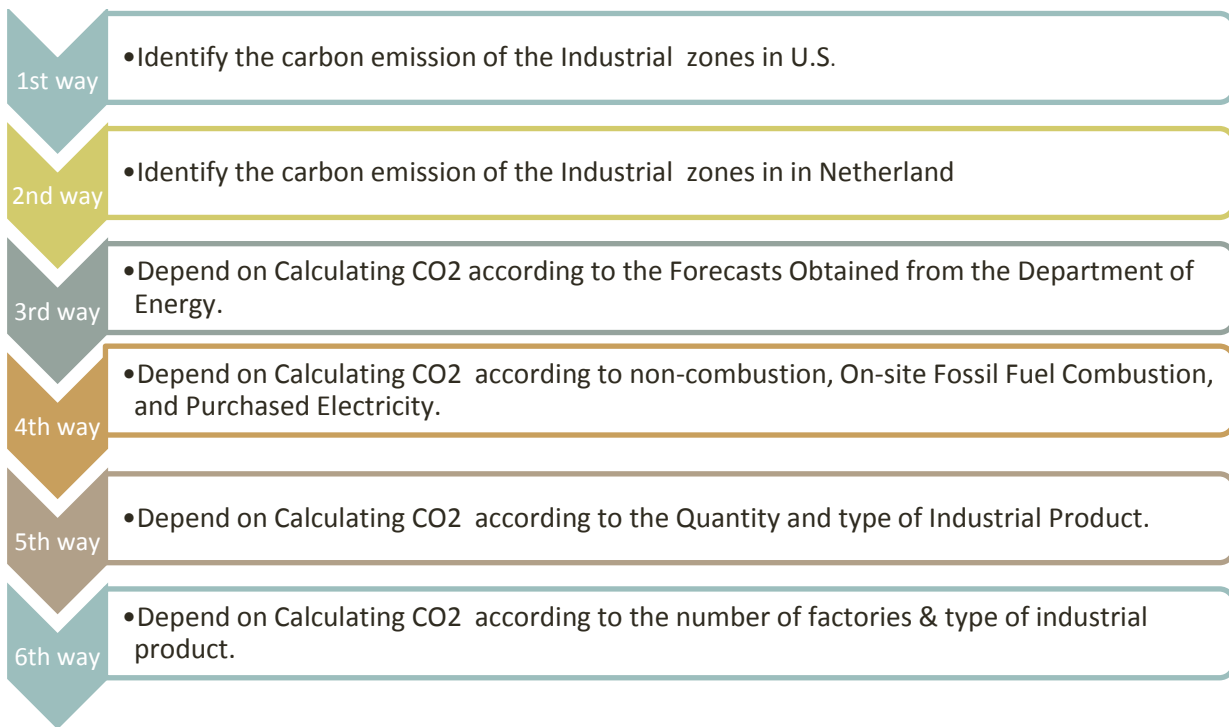 1st way
•Identify the carbon emission of the Industrial zones in U.S.
2nd way
•Identify the carbon emission of the Industrial zones in in Netherland
3rd way
•Depend on Calculating CO2 according to the Forecasts Obtained from the Department of
Energy.
4th way
•Depend on Calculating CO2 according to non-combustion, On-site Fossil Fuel Combustion,
and Purchased Electricity.
5th way
•Depend on Calculating CO2 according to the Quantity and type of Industrial Product.
6th way
•Depend on Calculating CO2 according to the number of factories & type of industrial
product.